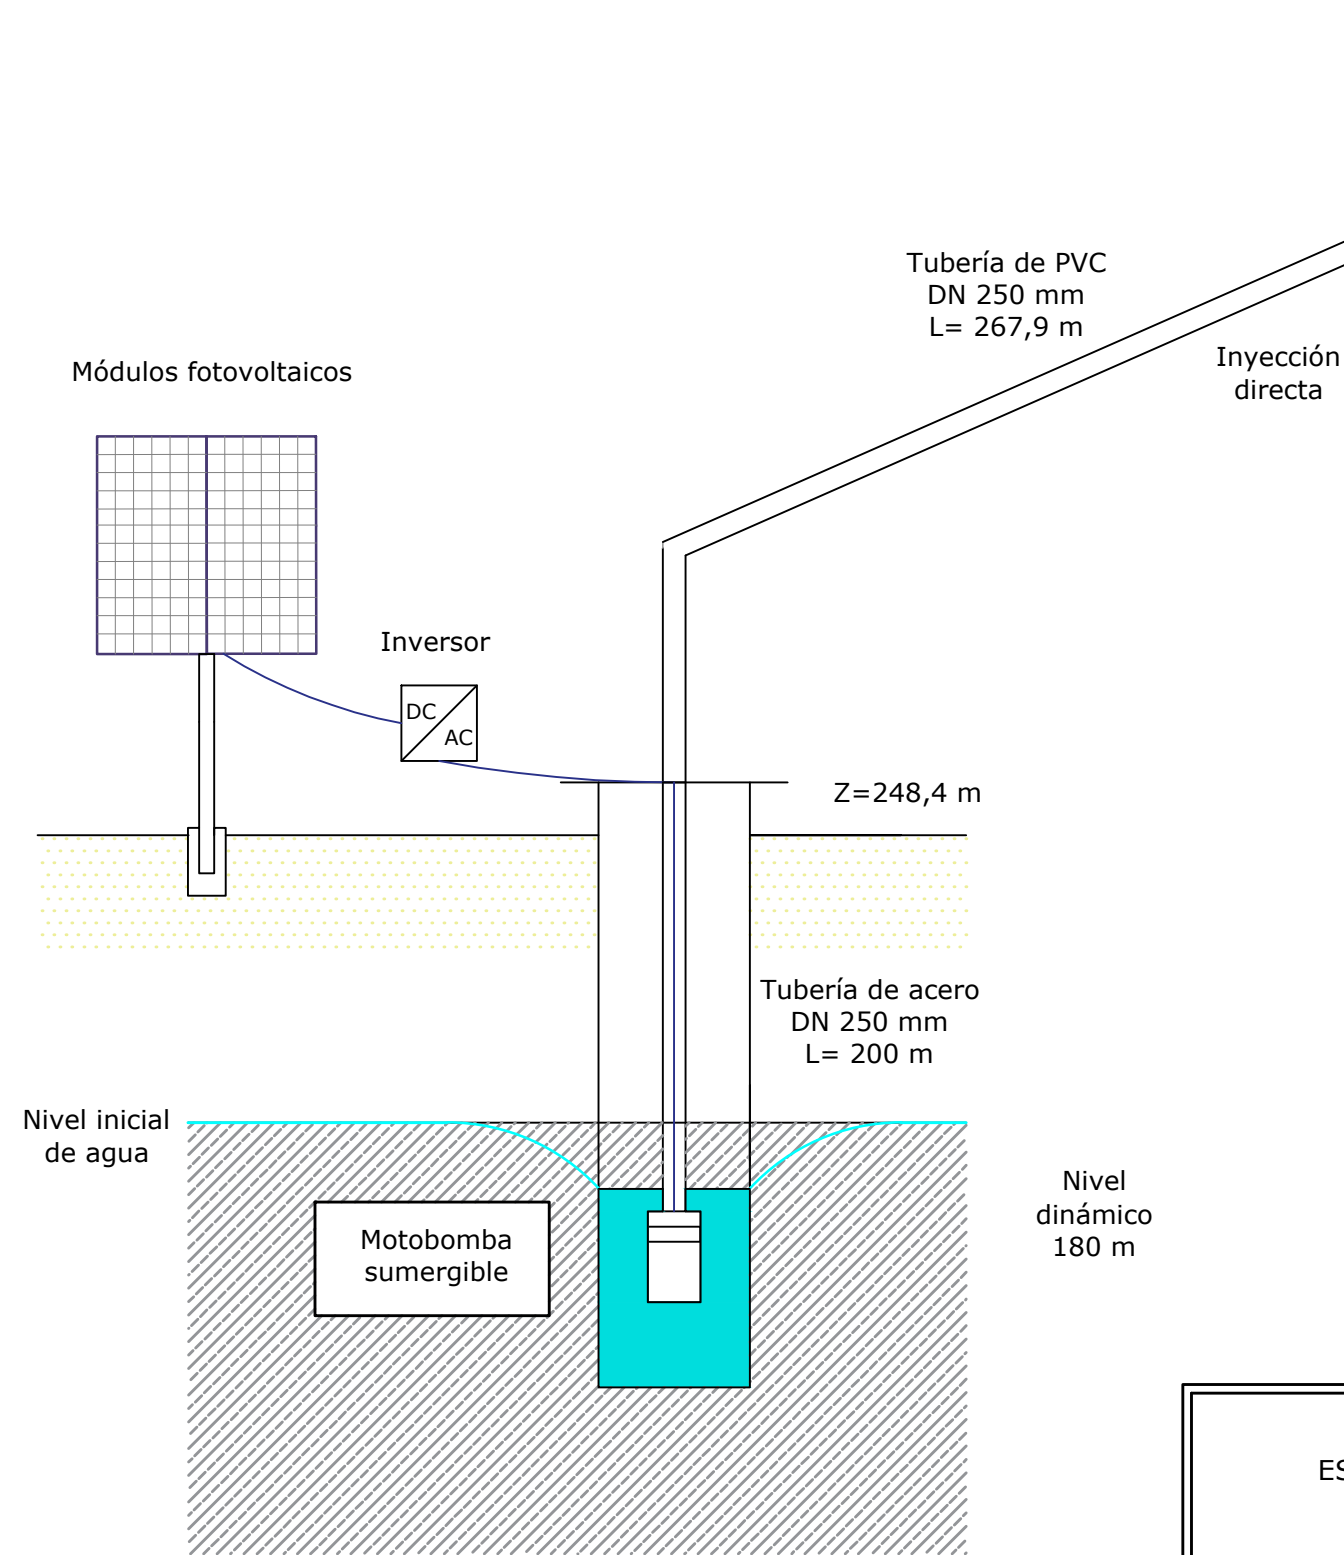 Tubería de PVC
DN 250 mm
L= 267,9 m
Inyección
directa
Módulos fotovoltaicos
Inversor
DC
AC
Z=248,4 m
Tubería de acero
DN 250 mm
L= 200 m
Nivel inicial
de agua
Nivel
dinámico
180 m
Motobomba
sumergible